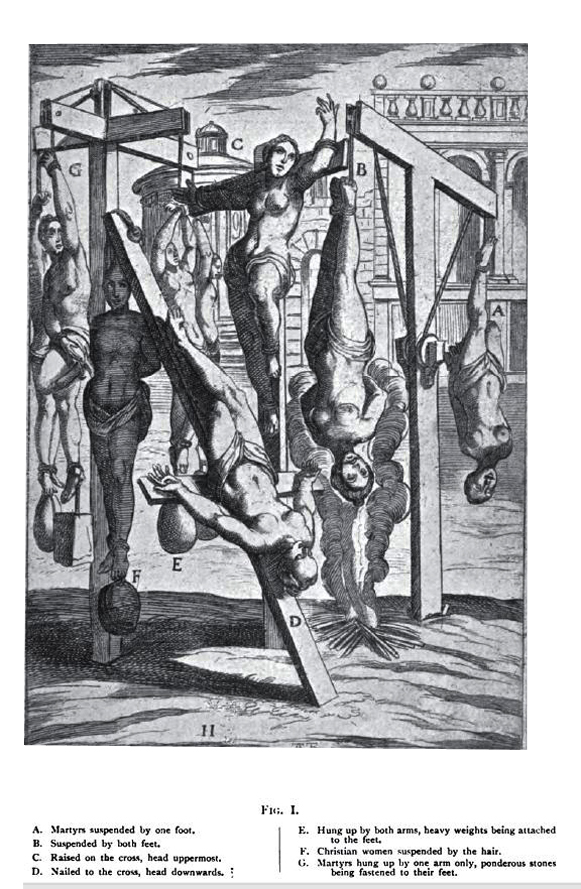 G
C
B
A
E
F
D
II
FIG. I.
A. Martyrs suspended by one foot.
B. Suspended by both feet.
C. Raised on the cross, head uppermost.
D. Nailed to the cross, head downwards.
E. Hung up by both arms, heavy weights being attached
to the feet.
F. Christian women suspended by the hair.
G. Martyrs hung up by one arm only, ponderous stones
being fastened to their feet.